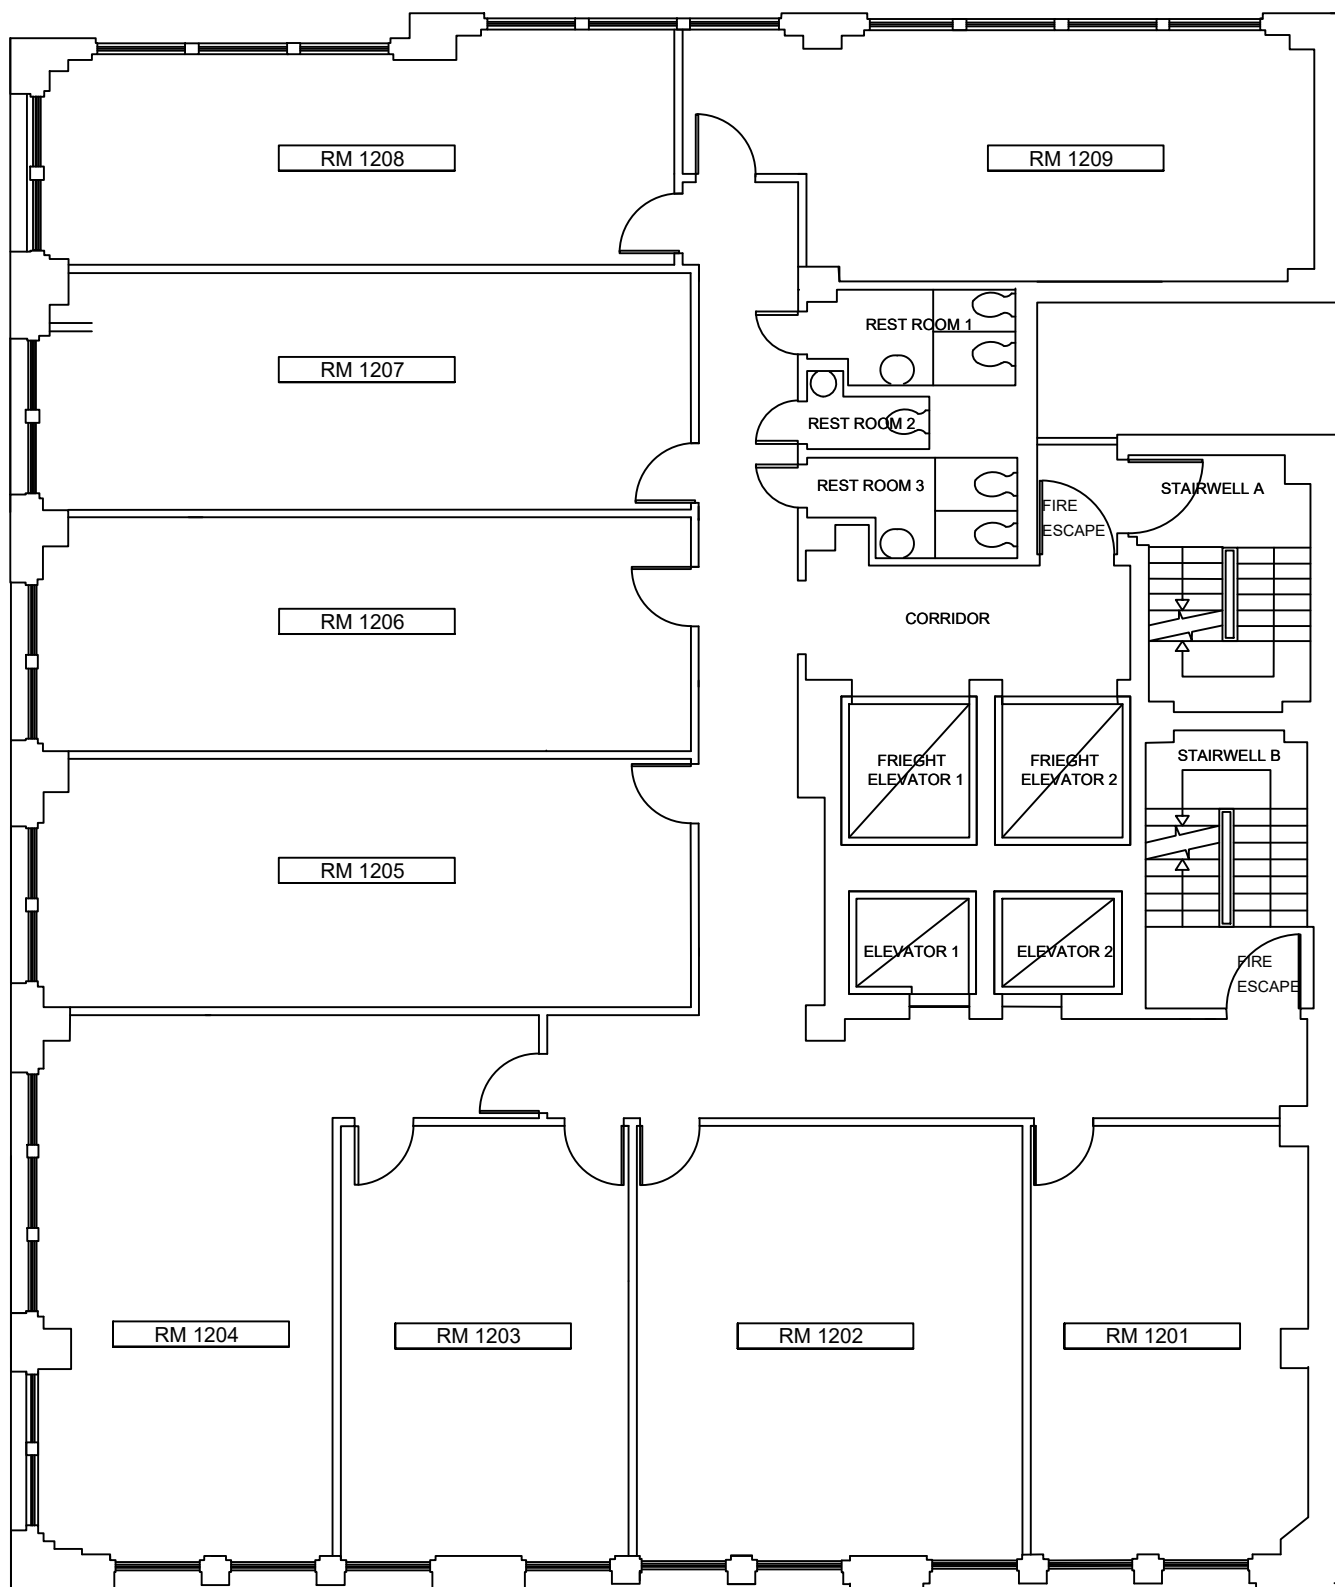 RM 1208
RM 1209
REST ROOM 1
RM 1207
REST ROOM 2
REST ROOM 3
STAIRWELL A
FIRE
ESCAPE
RM 1206
CORRIDOR
FRIEGHT
ELEVATOR 1
FRIEGHT
ELEVATOR 2
STAIRWELL B
RM 1205
ELEVATOR 1
ELEVATOR 2
FIRE
ESCAPE
RM 1204
RM 1203
RM 1202
RM 1201